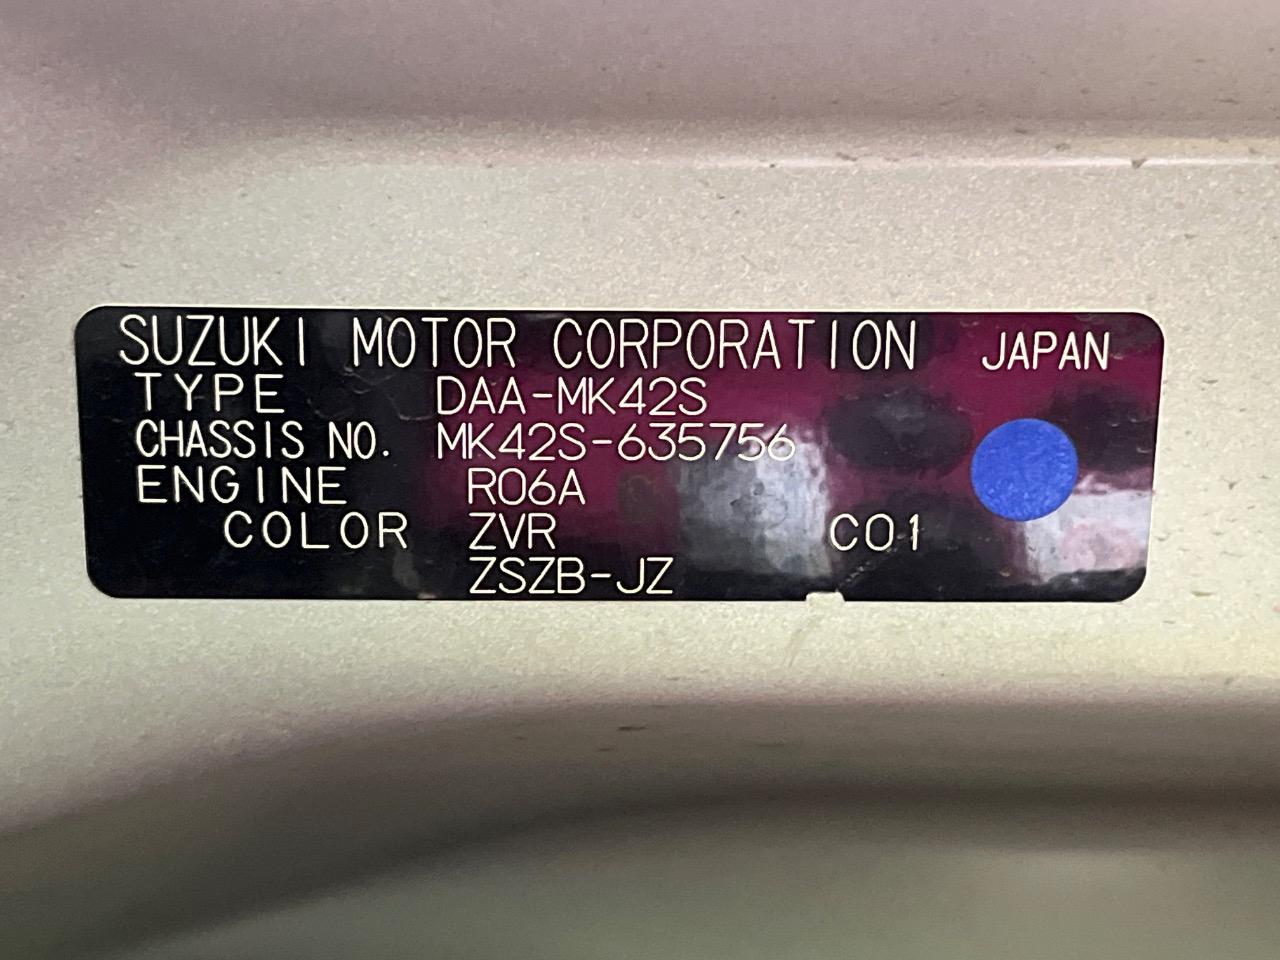 SUZUKI MOTOR CORPORATION JAPAN
TYPE DAA-MK42S
CHASSIS NO. MK42S-635756
ENGINE R06A
COLOR ZVR C01
ZSZB-JZ